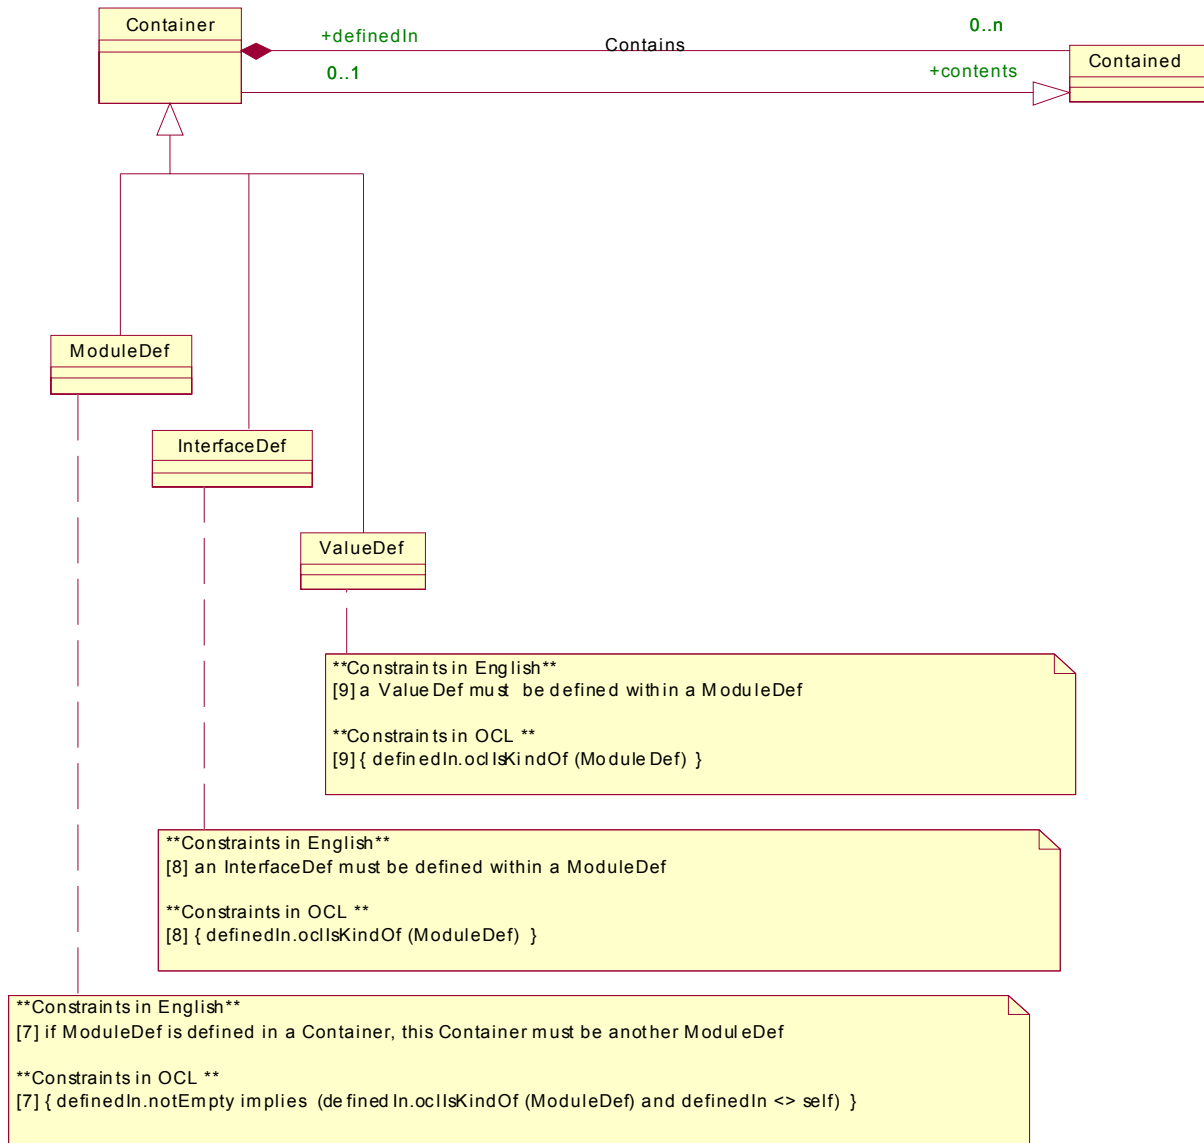 Container
+definedIn
Contains
0..n
0..1
+contents
Contained
ModuleDef
InterfaceDef
ValueDef
**Constraints in English**
[9] a ValueDef must be defined within a ModuleDef
**Constraints in OCL **
[9] { definedIn.oclIsKindOf (ModuleDef) }
**Constraints in English**
[8] an InterfaceDef must be defined within a ModuleDef
**Constraints in OCL **
[8] { definedIn.oclIsKindOf (ModuleDef) }
**Constraints in English**
[7] if ModuleDef is defined in a Container, this Container must be another ModuleDef
**Constraints in OCL **
[7] { definedIn.notEmpty implies (definedIn.oclIsKindOf (ModuleDef) and definedIn <> self) }